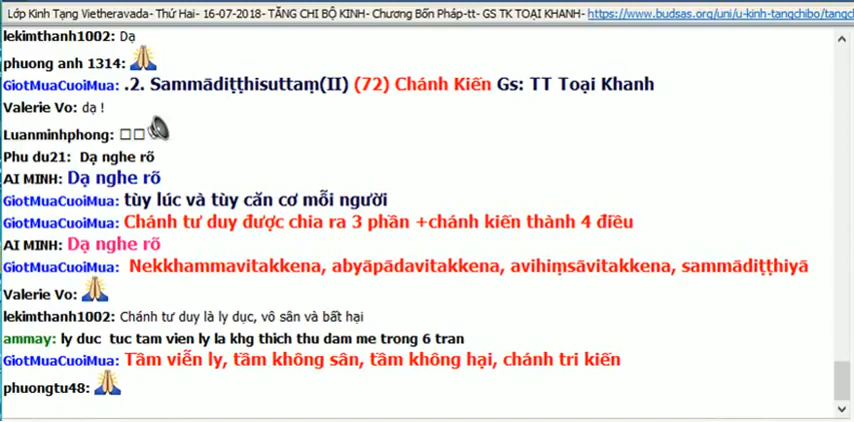 Lớp Kinh Tạng Vietheravada- Thứ Hai- 16-07-2018- TĂNG CHI BỘ KINH- Chương Bốn Pháp-tt- GS TK TOẠI KHANH- https://www.budsas.org/uni/u-kinh-tangchibo/tangc
lekimthanh1002: Dạ
phuong anh 1314:
GiotMuaCuoiMua: .2. Sammādiṭṭhisuttaṃ(II) (72) Chánh Kiến Gs: TT Toại Khanh
Valerie Vo: dạ !
Luanminhphong: □□
Phu du21: Dạ nghe rõ
AI MINH: Dạ nghe rõ
GiotMuaCuoiMua: tùy lúc và tùy căn cơ mỗi người
GiotMuaCuoiMua: Chánh tư duy được chia ra 3 phần +chánh kiến thành 4 điều
AI MINH: Dạ nghe rõ
GiotMuaCuoiMua: Nekkhammavitakkena, abyāpādavitakkena, avihiṃsāvitakkena, sammādiṭṭhiyā
Valerie Vo:
lekimthanh1002: Chánh tư duy là ly dục, vô sân và bất hại
ammay: ly duc tuc tam vien ly la khg thich thu dam me trong 6 tran
GiotMuaCuoiMua: Tầm viễn ly, tầm không sân, tầm không hại, chánh tri kiến
phuongtu48: